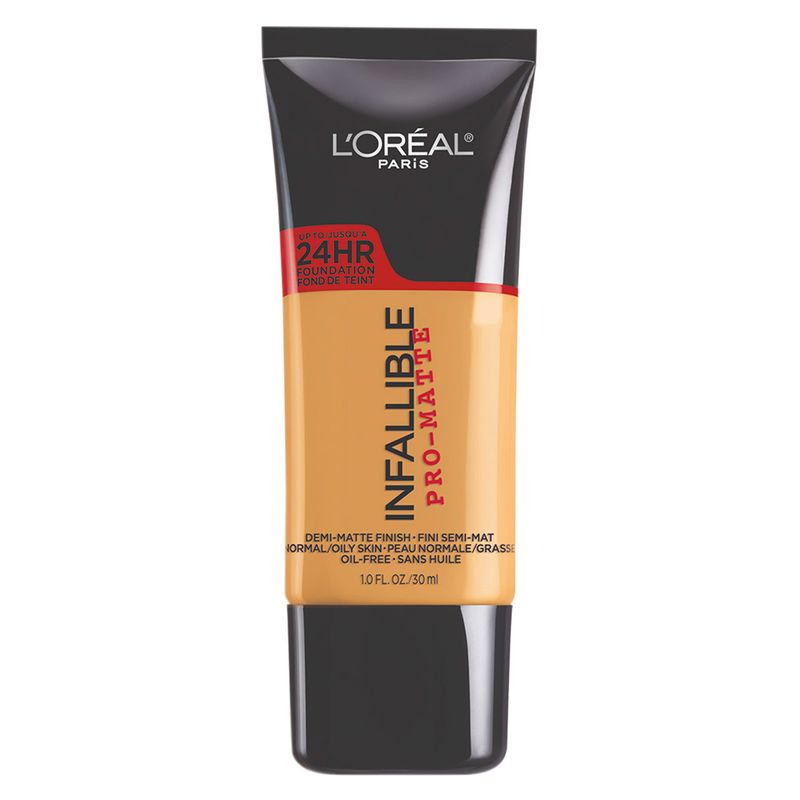 L'ORÉAL®
PARiS
UP TO/JUSQU'À
24HR
FOUNDATION
FOND DE TEINT
INFALLIBLE
PRO-MATTE
DEMI-MATTE FINISH • FINI SEMI-MAT
NORMAL/OILY SKIN • PEAU NORMALE/GRASSE
OIL-FREE • SANS HUILE
1.0 FL. OZ./30 ml